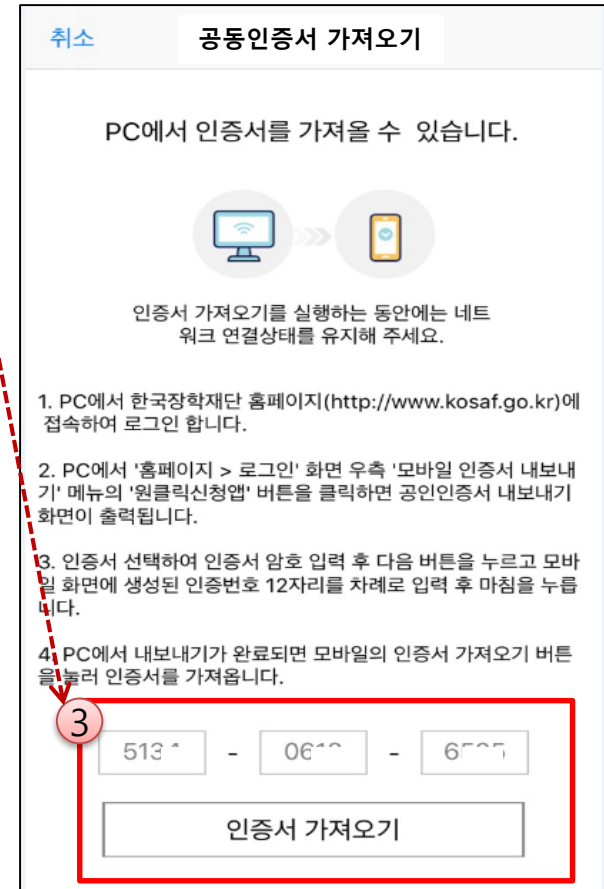 취소
공동인증서 가져오기
PC에서 인증서를 가져올 수 있습니다.
인증서 가져오기를 실행하는 동안에는 네트
워크 연결상태를 유지해 주세요.
1. PC에서 한국장학재단 홈페이지(http://www.kosaf.go.kr)에
접속하여 로그인 합니다.
2. PC에서 '홈페이지 > 로그인' 화면 우측 '모바일 인증서 내보내
기' 메뉴의 '원클릭신청앱' 버튼을 클릭하면 공인인증서 내보내기
화면이 출력됩니다.
3. 인증서 선택하여 인증서 암호 입력 후 다음 버튼을 누르고 모바
일 화면에 생성된 인증번호 12자리를 차례로 입력 후 마침을 누릅
니다.
4. PC에서 내보내기가 완료되면 모바일의 인증서 가져오기 버튼
을 눌러 인증서를 가져옵니다.
3
- -
인증서 가져오기